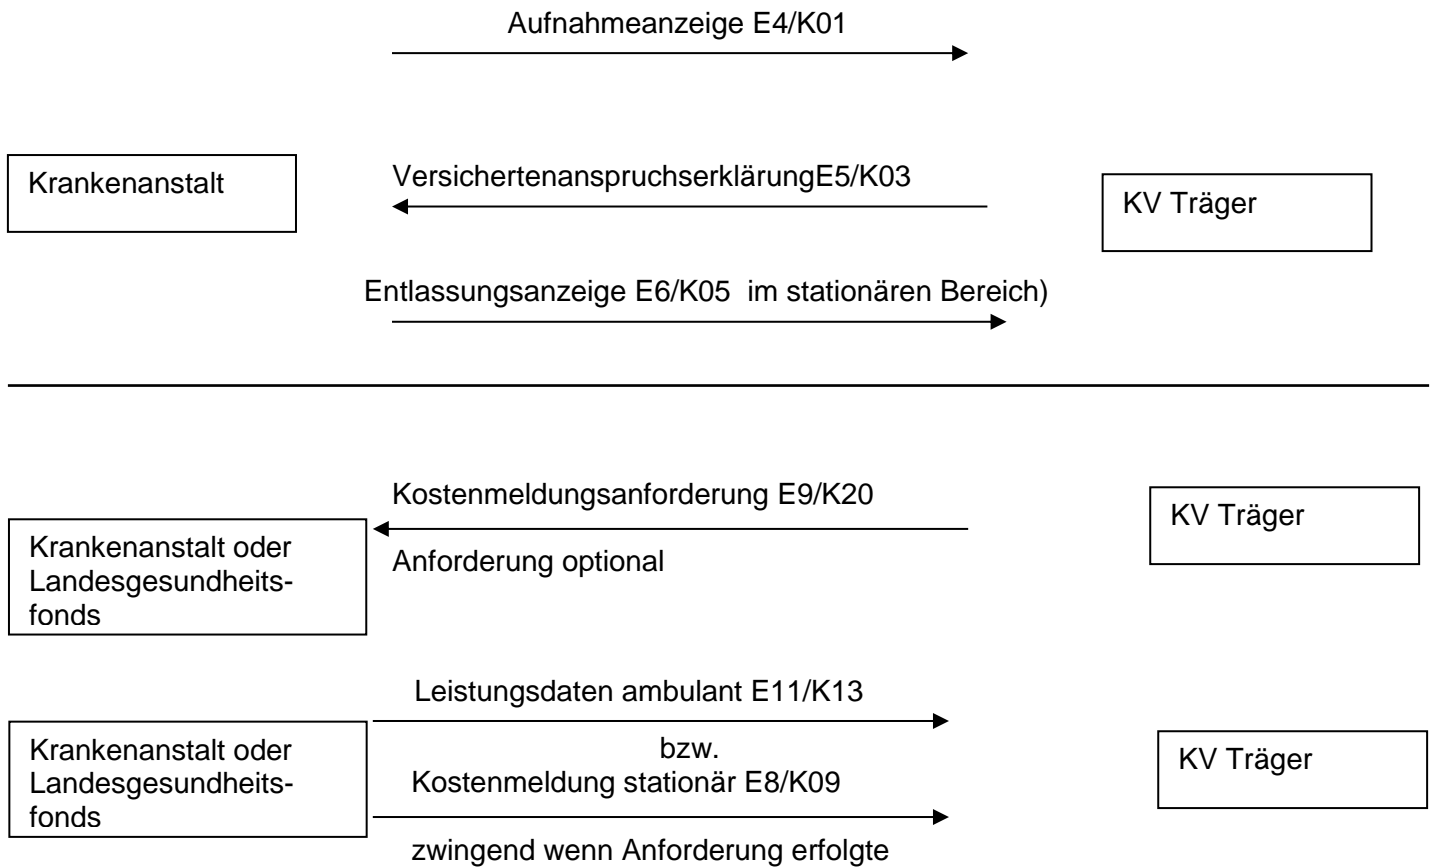 Aufnahmeanzeige E4/K01
Krankenanstalt
VersichertenanspruchserklärungE5/K03
KV Träger
Entlassungsanzeige E6/K05  im stationären Bereich)
Kostenmeldungsanforderung E9/K20
KV Träger
Krankenanstalt oder
Landesgesundheits-
fonds
Anforderung optional
Leistungsdaten ambulant E11/K13
Krankenanstalt oder
Landesgesundheits-
fonds
bzw.
Kostenmeldung stationär E8/K09
KV Träger
zwingend wenn Anforderung erfolgte